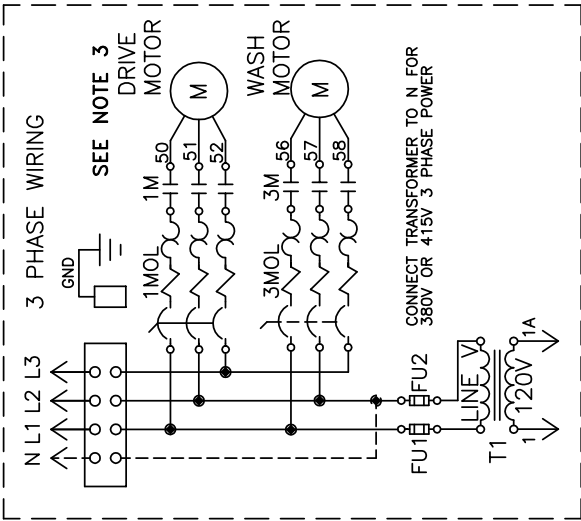 3 PHASE WIRING
SEE NOTE 3
GND
DRIVE
MOTOR
M
50
51
52
1M
1MOL
WASH
MOTOR
M
56
57
58
3M
3MOL
CONNECT TRANSFORMER TO N FOR
380V OR 415V 3 PHASE POWER
N L1 L2 L3
FU1
FU2
LINE V
T1
120V
1
1A